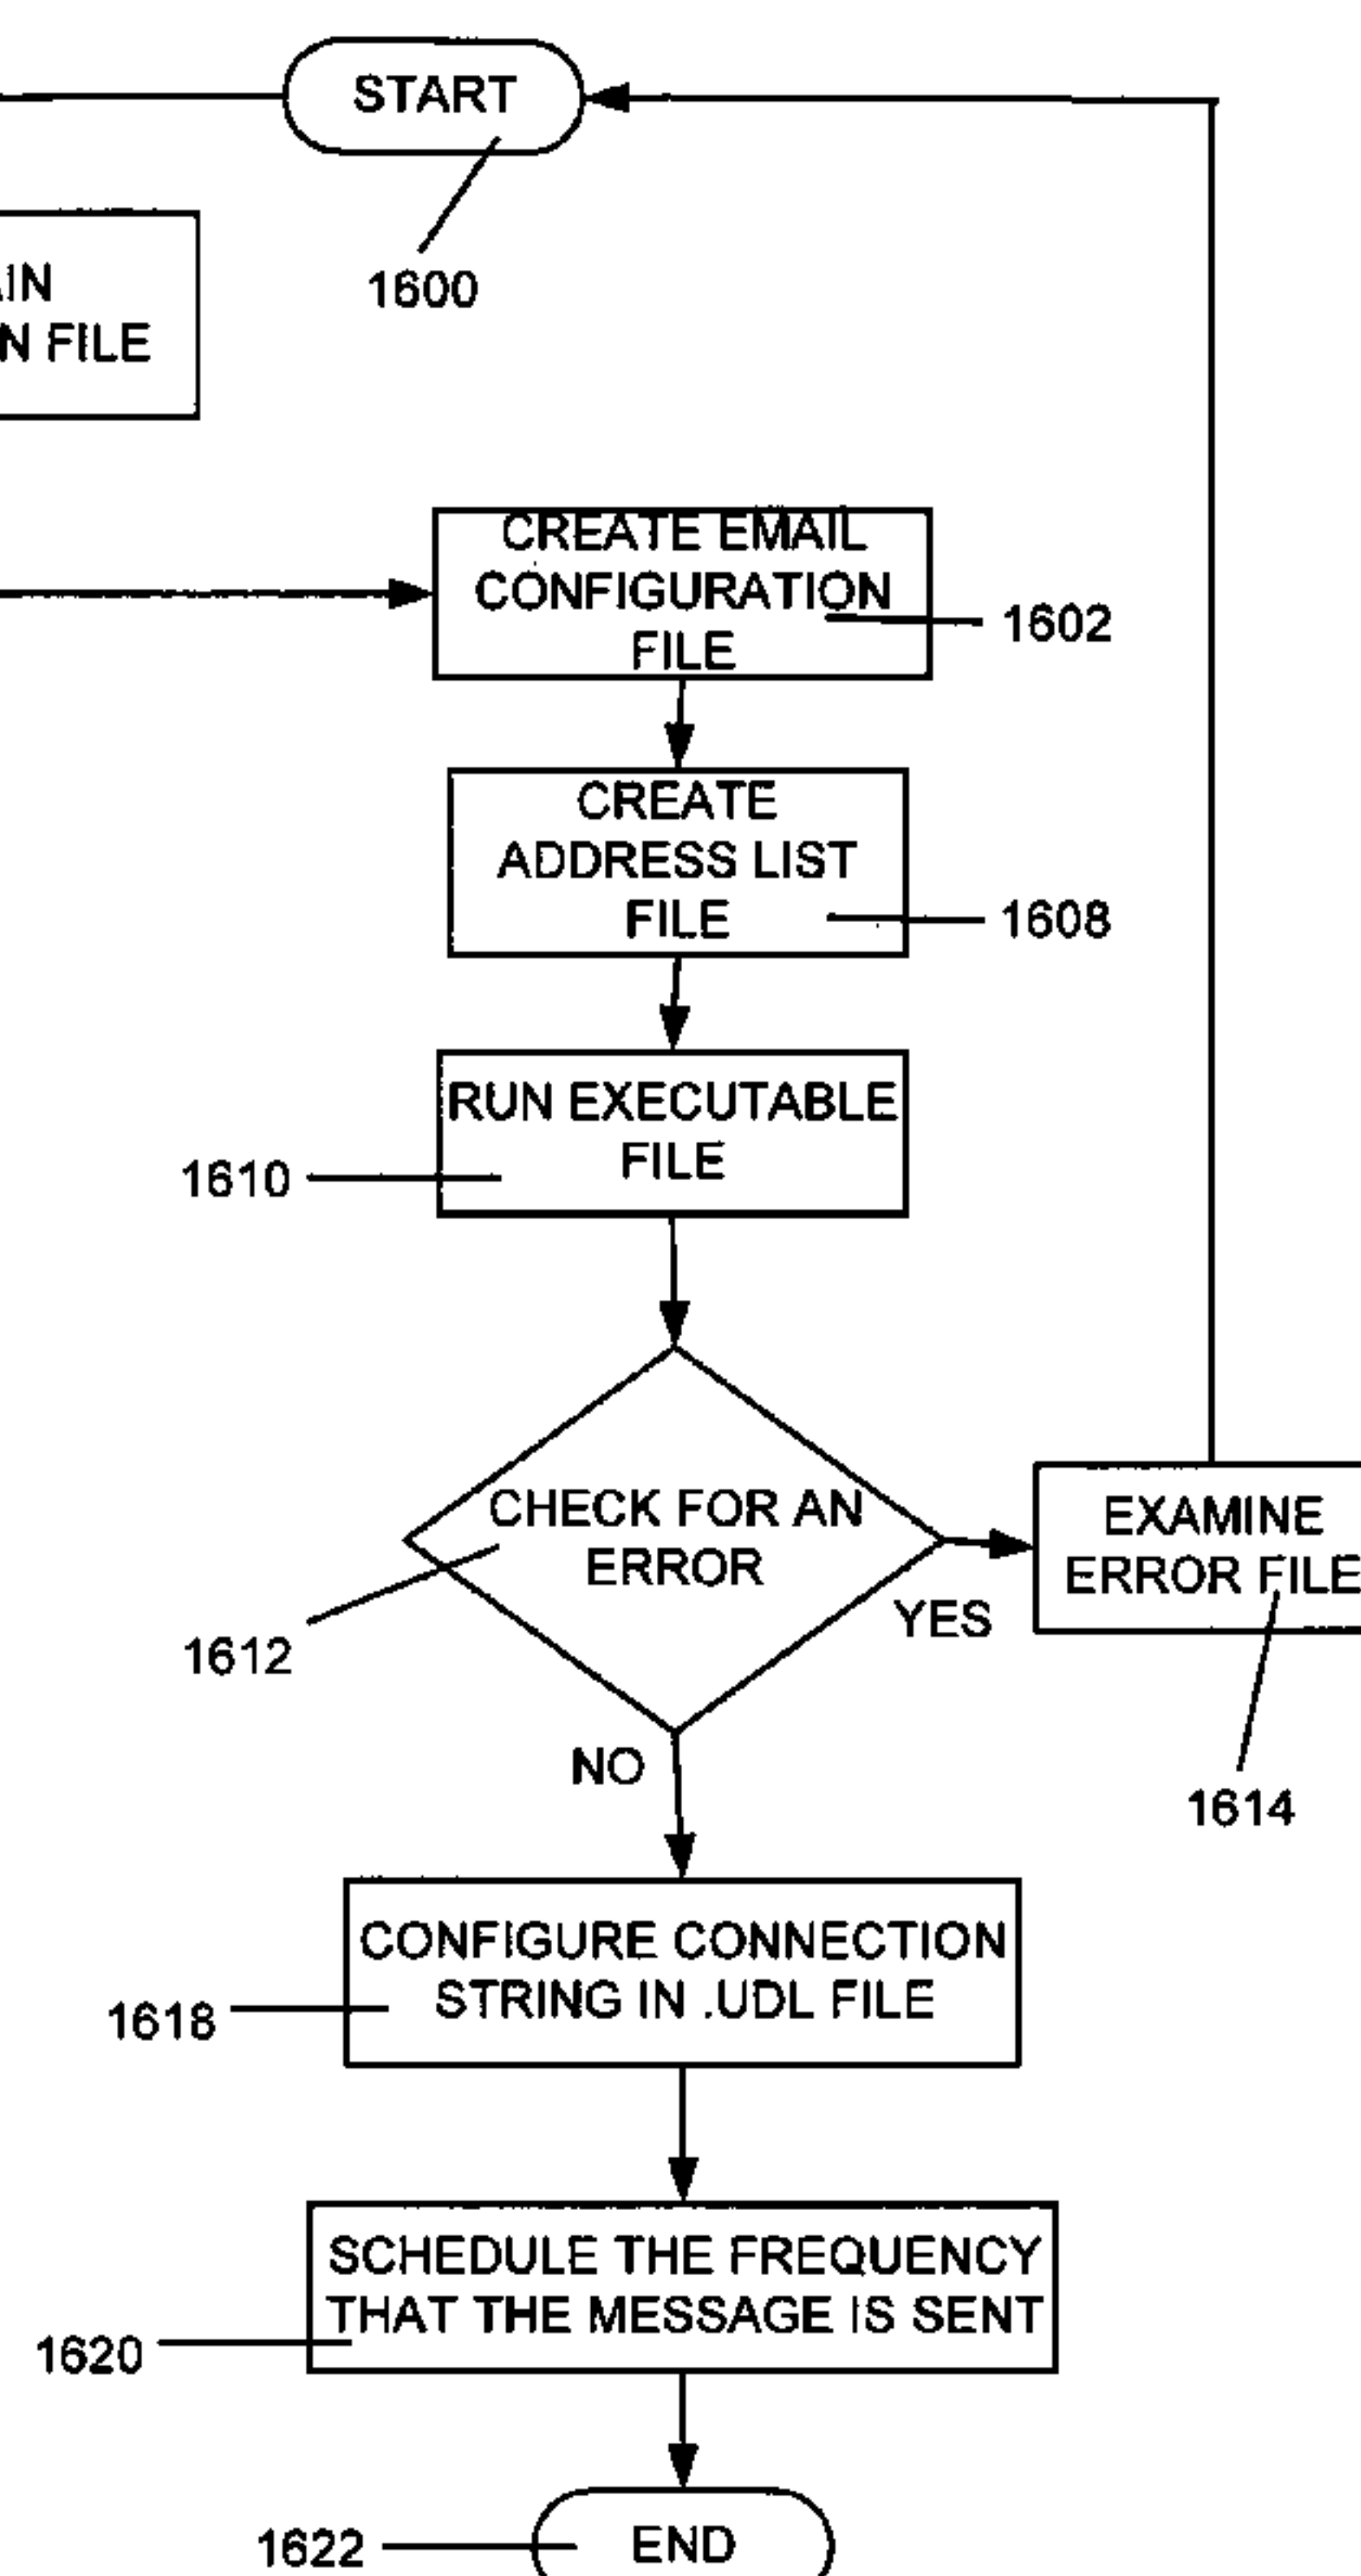 START
1600
N FILE
CREATE EMAIL
CONFIGURATION
FILE
1602
CREATE
ADDRESS LIST
FILE
1608
RUN EXECUTABLE
FILE
1610
CHECK FOR AN
ERROR
1612
YES
EXAMINE
ERROR FILE
1614
NO
CONFIGURE CONNECTION
STRING IN .UDL FILE
1618
SCHEDULE THE FREQUENCY
THAT THE MESSAGE IS SENT
1620
END
1622